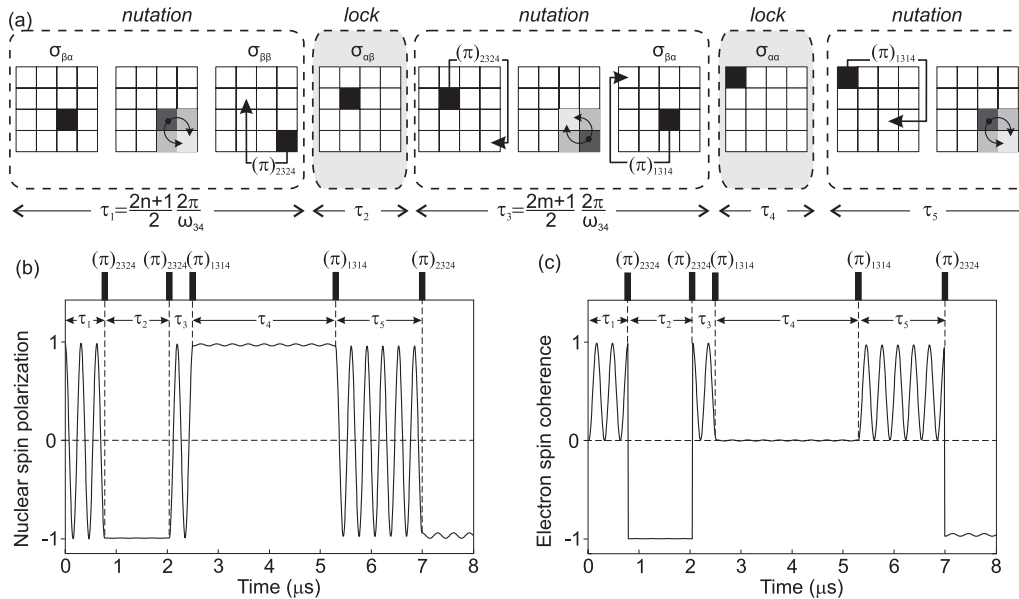 (a) nutation lock nutation lock nutation
σβα σββ σαβ (π)2324 σβα σαα (π)1314
(π)2324 (π)1314
τ1=2n+1/2 2π/ω34 τ2 τ3=2m+1/2 2π/ω34 τ4 τ5
(b) (π)2324 (π)2324 (π)1314 (π)1314 (π)2324
τ1 τ2 τ3 τ4 τ5
Nuclear spin polarization
1
0
-1
0 1 2 3 4 5 6 7 8
Time (μs)
(c) (π)2324 (π)2324 (π)1314 (π)1314 (π)2324
τ1 τ2 τ3 τ4 τ5
Electron spin coherence
1
0
-1
0 1 2 3 4 5 6 7 8
Time (μs)